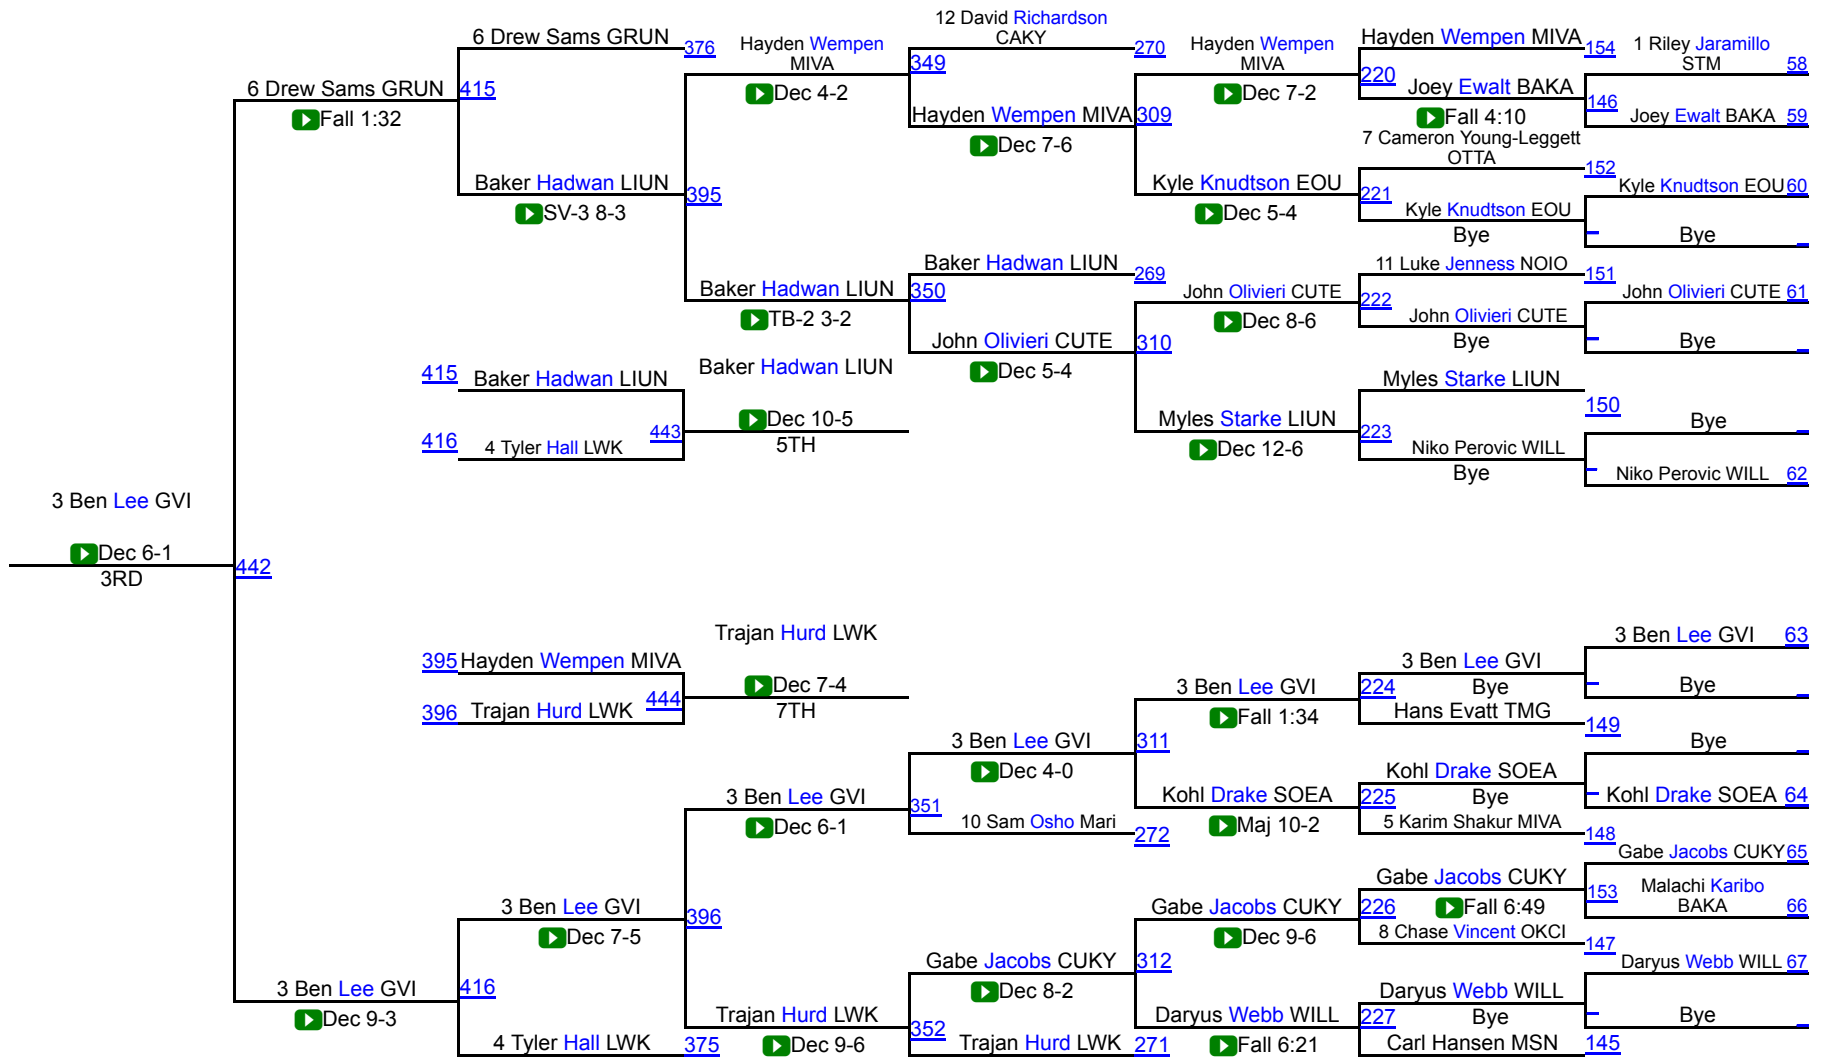 12 David Richardson
CAKY
270
6 Drew Sams GRUN
376
Hayden Wempen
MIVA
349
Hayden Wempen
MIVA
Hayden Wempen MIVA
154
1 Riley Jaramillo
STM
58
6 Drew Sams GRUN
415
Dec 4-2
Dec 7-2
220
Joey Ewalt BAKA
146
Fall 1:32
Hayden Wempen MIVA
309
Fall 4:10
Joey Ewalt BAKA
59
Dec 7-6
7 Cameron Young-Leggett
OTTA
152
Baker Hadwan LIUN
395
Kyle Knudtson EOU
221
Kyle Knudtson EOU
60
SV-3 8-3
Dec 5-4
Kyle Knudtson EOU
Bye
Bye
Baker Hadwan LIUN
269
11 Luke Jenness NOIO
151
Baker Hadwan LIUN
350
John Olivieri CUTE
222
John Olivieri CUTE
61
TB-2 3-2
Dec 8-6
John Olivieri CUTE
Bye
Bye
John Olivieri CUTE
310
Dec 5-4
415
Baker Hadwan LIUN
Baker Hadwan LIUN
Myles Starke LIUN
150
Dec 10-5
5TH
Myles Starke LIUN
223
Bye
416
4 Tyler Hall LWK
443
Dec 12-6
Niko Perovic WILL
Bye
Niko Perovic WILL
62
3 Ben Lee GVI
Dec 6-1
3RD
442
Trajan Hurd LWK
3 Ben Lee GVI
63
395
Hayden Wempen MIVA
3 Ben Lee GVI
Bye
Dec 7-4
7TH
3 Ben Lee GVI
224
Bye
396
Trajan Hurd LWK
444
Fall 1:34
Hans Evatt TMG
149
3 Ben Lee GVI
311
Bye
Dec 4-0
Kohl Drake SOEA
Bye
3 Ben Lee GVI
351
Kohl Drake SOEA
225
Kohl Drake SOEA
64
Dec 6-1
10 Sam Osho Mari
272
Maj 10-2
5 Karim Shakur MIVA
148
Gabe Jacobs CUKY
65
Gabe Jacobs CUKY
153
Malachi Karibo
BAKA
66
3 Ben Lee GVI
396
Gabe Jacobs CUKY
226
Fall 6:49
Dec 7-5
Dec 9-6
8 Chase Vincent OKCI
147
Gabe Jacobs CUKY
312
Daryus Webb WILL
67
3 Ben Lee GVI
416
Dec 8-2
Daryus Webb WILL
Bye
Dec 9-3
Trajan Hurd LWK
352
Daryus Webb WILL
227
Bye
4 Tyler Hall LWK
375
Dec 9-6
Trajan Hurd LWK
271
Fall 6:21
Carl Hansen MSN
145